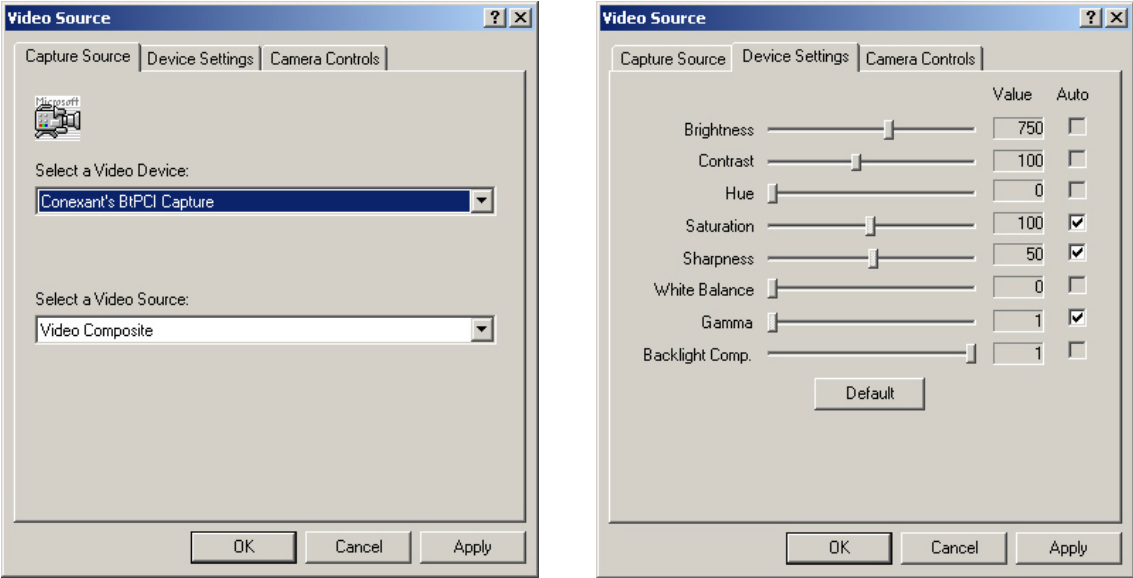 Video Source
Capture Source Device Settings Camera Controls
Microsoft
Select a Video Device:
Conexant's BtPCI Capture
Select a Video Source:
Video Composite
OK Cancel Apply
Video Source
Capture Source Device Settings Camera Controls
Value Auto
Brightness 750
Contrast 100
Hue 0
Saturation 100
Sharpness 50
White Balance 0
Gamma 1
Backlight Comp. 1
Default
OK Cancel Apply